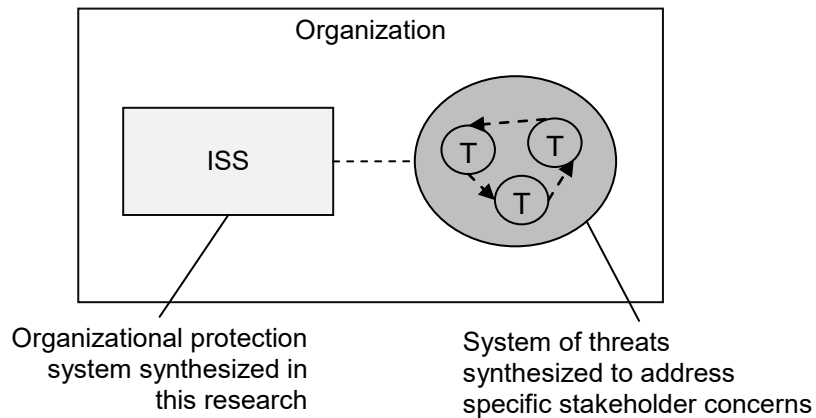 Organization
ISS
T
T
T
Organizational protection
system synthesized in
this research
System of threats
synthesized to address
specific stakeholder concerns